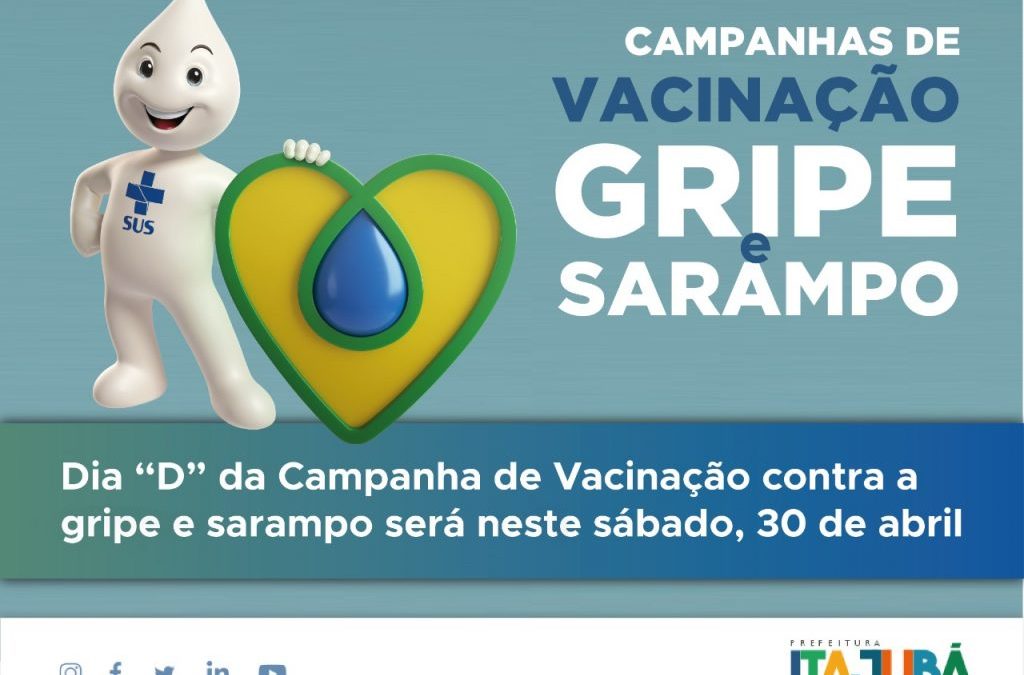 CAMPANHAS DE
VACINAÇÃO
GRIPE
e
SARAMPO
SUS
Dia “D” da Campanha de Vacinação contra a
gripe e sarampo será neste sábado, 30 de abril
PREFEITURA
ITAJUBÁ